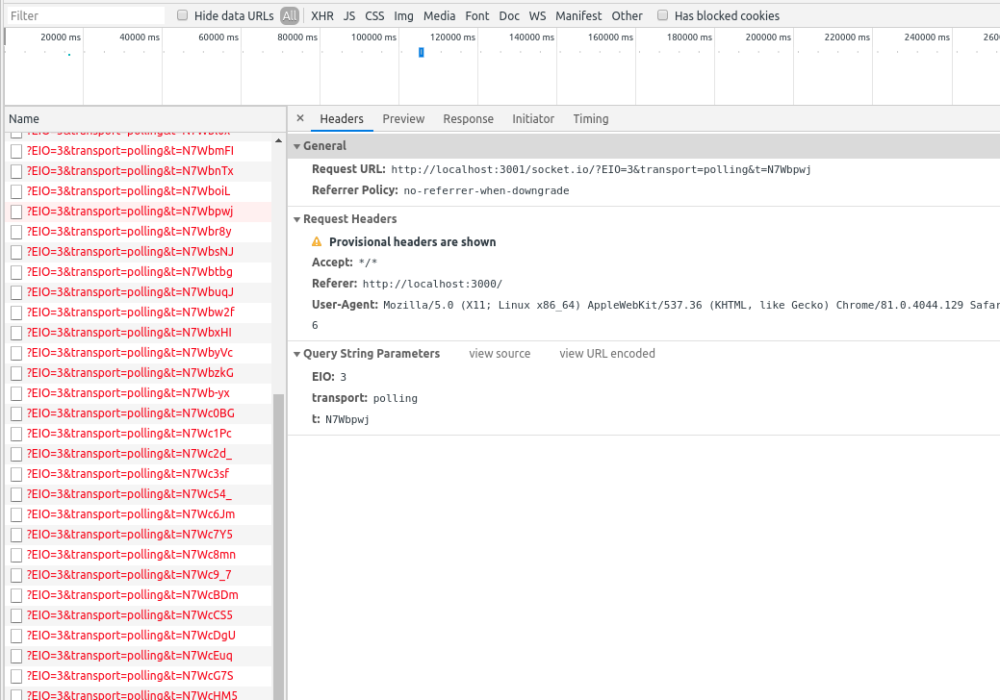 Filter Hide data URLs All XHR JS CSS Img Media Font Doc WS Manifest Other Has blocked cookies
20000 ms 40000 ms 60000 ms 80000 ms 100000 ms 120000 ms 140000 ms 160000 ms 180000 ms 200000 ms 220000 ms 240000 ms 260
Name
?EIO=3&transport=polling&t=N7WbmFI
?EIO=3&transport=polling&t=N7WbnTx
?EIO=3&transport=polling&t=N7WboiL
?EIO=3&transport=polling&t=N7Wbpwj
?EIO=3&transport=polling&t=N7Wbr8y
?EIO=3&transport=polling&t=N7WbsNJ
?EIO=3&transport=polling&t=N7Wbtbg
?EIO=3&transport=polling&t=N7WbuqJ
?EIO=3&transport=polling&t=N7Wbw2f
?EIO=3&transport=polling&t=N7WbxHI
?EIO=3&transport=polling&t=N7WbyVc
?EIO=3&transport=polling&t=N7WbzkG
?EIO=3&transport=polling&t=N7Wb-yx
?EIO=3&transport=polling&t=N7Wc0BG
?EIO=3&transport=polling&t=N7Wc1Pc
?EIO=3&transport=polling&t=N7Wc2d_
?EIO=3&transport=polling&t=N7Wc3sf
?EIO=3&transport=polling&t=N7Wc54_
?EIO=3&transport=polling&t=N7Wc6Jm
?EIO=3&transport=polling&t=N7Wc7Y5
?EIO=3&transport=polling&t=N7Wc8mn
?EIO=3&transport=polling&t=N7Wc9_7
?EIO=3&transport=polling&t=N7WcBDm
?EIO=3&transport=polling&t=N7WcCS5
?EIO=3&transport=polling&t=N7WcDgU
?EIO=3&transport=polling&t=N7WcEuq
?EIO=3&transport=polling&t=N7WcG7S
?EIO=3&transport=polling&t=N7WcHM5
× Headers Preview Response Initiator Timing
General
Request URL: http://localhost:3001/socket.io/?EIO=3&transport=polling&t=N7Wbpwj
Referrer Policy: no-referrer-when-downgrade
Request Headers
Provisional headers are shown
Accept: */*
Referer: http://localhost:3000/
User-Agent: Mozilla/5.0 (X11; Linux x86_64) AppleWebKit/537.36 (KHTML, like Gecko) Chrome/81.0.4044.129 Safar
6
Query String Parameters view source view URL encoded
EIO: 3
transport: polling
t: N7Wbpwj